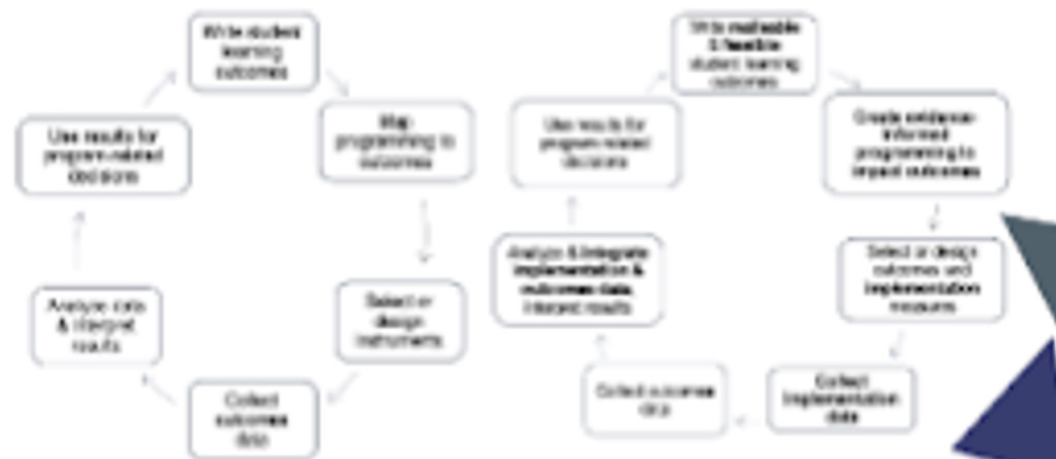 Write student
learning
outcomes
Map
programming to
outcomes
Select or
design
instruments
Collect
outcomes
data
Analyze data
& interpret
results
Use results for
program-related
decisions
Write malleable
& feasible
student learning
outcomes
Create evidence-
informed
programming to
impact outcomes
Select or design
outcomes and
implementation
measures
Collect
implementation
data
Collect outcomes
data
Analyze & integrate
implementation &
outcomes data,
interpret results
Use results for
program-related
decisions